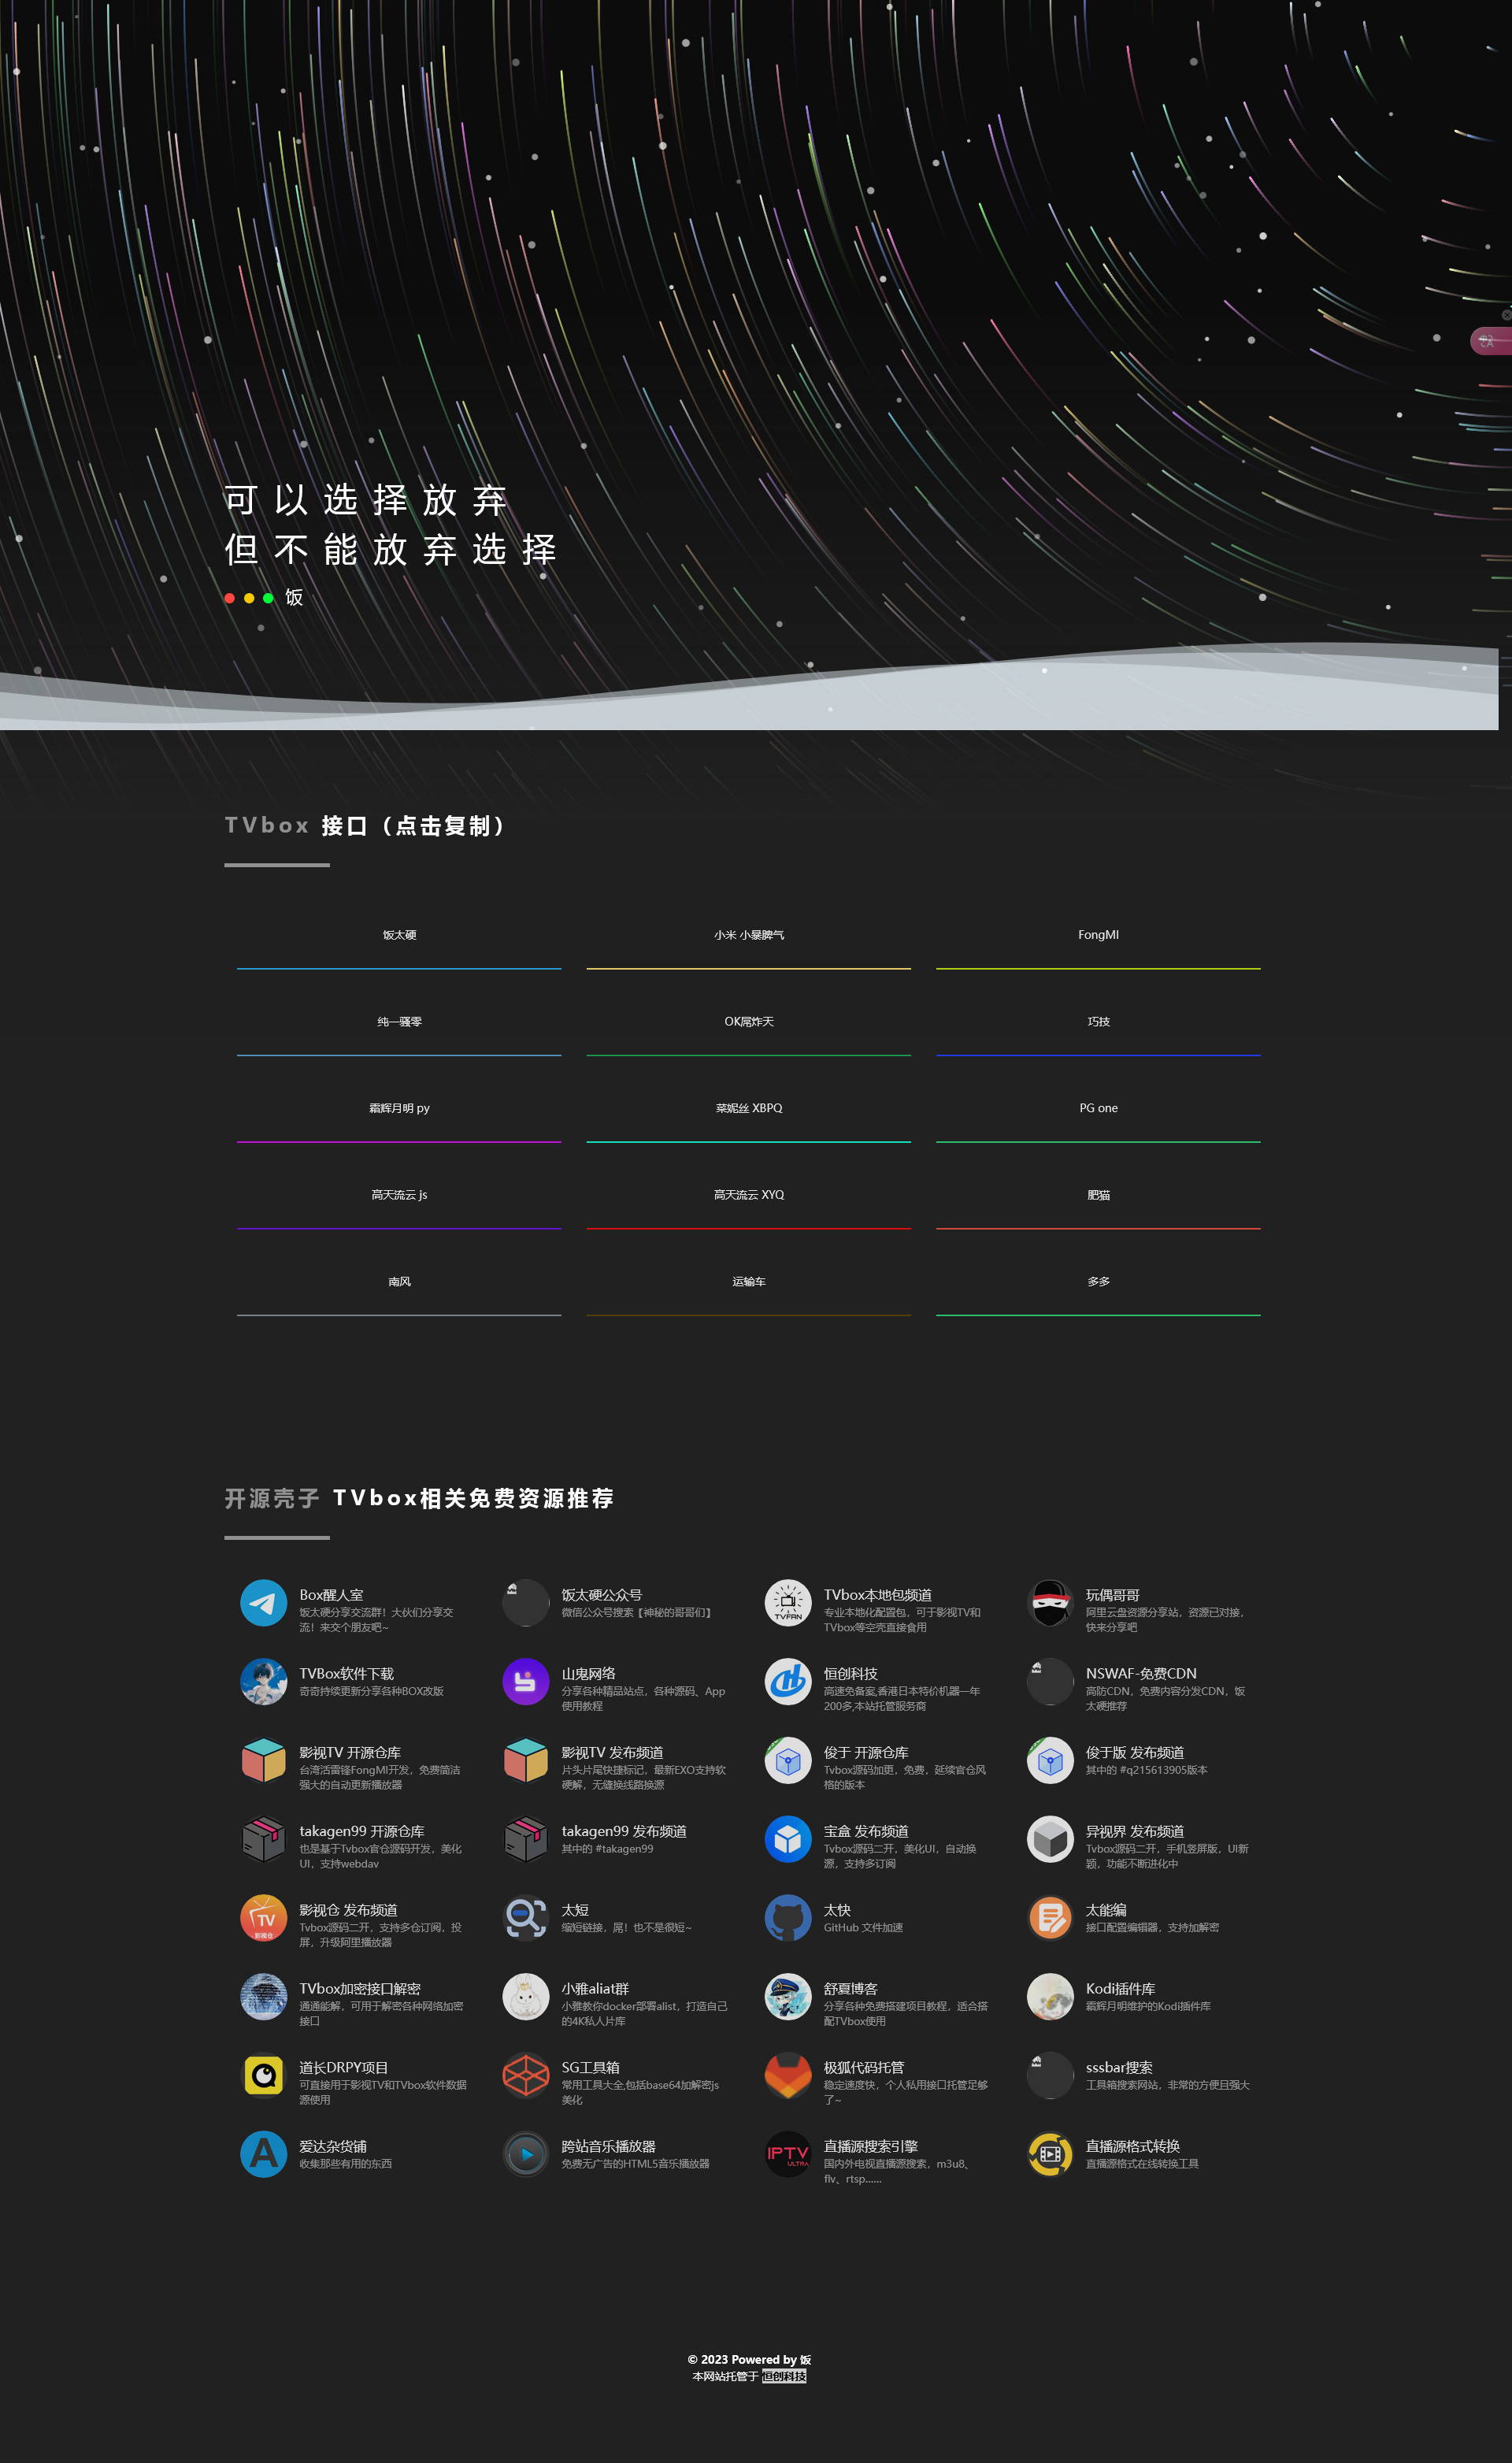 可以选择放弃
但不能放弃选择
饭
TVbox 接口（点击复制）
饭太硬
小米 小暴脾气
FongMI
纯一骚零
OK屌炸天
巧技
霜辉月明 py
菜妮丝 XBPQ
PG one
高天流云 js
高天流云 XYQ
肥猫
南风
运输车
多多
开源壳子 TVbox相关免费资源推荐
Box醒人室
饭太硬分享交流群！大伙们分享交
流！来交个朋友吧~
饭太硬公众号
微信公众号搜索【神秘的哥哥们】
TVFAN
TVbox本地包频道
专业本地化配置包，可于影视TV和
TVbox等空壳直接食用
玩偶哥哥
阿里云盘资源分享站，资源已对接，
快来分享吧
TVBox软件下载
奇奇持续更新分享各种BOX改版
山鬼网络
分享各种精品站点，各种源码、App
使用教程
恒创科技
高速免备案,香港日本特价机器一年
200多,本站托管服务商
NSWAF-免费CDN
高防CDN，免费内容分发CDN，饭
太硬推荐
影视TV 开源仓库
台湾活雷锋FongMI开发，免费简洁
强大的自动更新播放器
影视TV 发布频道
片头片尾快捷标记，最新EXO支持软
硬解，无缝换线路换源
俊于 开源仓库
Tvbox源码加更，免费，延续官仓风
格的版本
俊于版 发布频道
其中的 #q215613905版本
takagen99 开源仓库
也是基于Tvbox官仓源码开发，美化
UI，支持webdav
takagen99 发布频道
其中的 #takagen99
宝盒 发布频道
Tvbox源码二开，美化UI，自动换
源，支持多订阅
异视界 发布频道
Tvbox源码二开，手机竖屏版，UI新
颖，功能不断进化中
TV
影视仓
影视仓 发布频道
Tvbox源码二开，支持多仓订阅，投
屏，升级阿里播放器
太短
缩短链接，屌！也不是很短~
太快
GitHub 文件加速
太能编
接口配置编辑器，支持加解密
TVbox加密接口解密
通通能解，可用于解密各种网络加密
接口
小雅aliat群
小雅教你docker部署alist，打造自己
的4K私人片库
舒夏博客
分享各种免费搭建项目教程，适合搭
配TVbox使用
Kodi插件库
霜辉月明维护的Kodi插件库
道长DRPY项目
可直接用于影视TV和TVbox软件数据
源使用
SG工具箱
常用工具大全,包括base64加解密js
美化
极狐代码托管
稳定速度快，个人私用接口托管足够
了~
sssbar搜索
工具箱搜索网站，非常的方便且强大
A
爱达杂货铺
收集那些有用的东西
跨站音乐播放器
免费无广告的HTML5音乐播放器
IPTV
ULTRA
直播源搜索引擎
国内外电视直播源搜索，m3u8、
flv、rtsp......
直播源格式转换
直播源格式在线转换工具
© 2023 Powered by 饭
本网站托管于 恒创科技